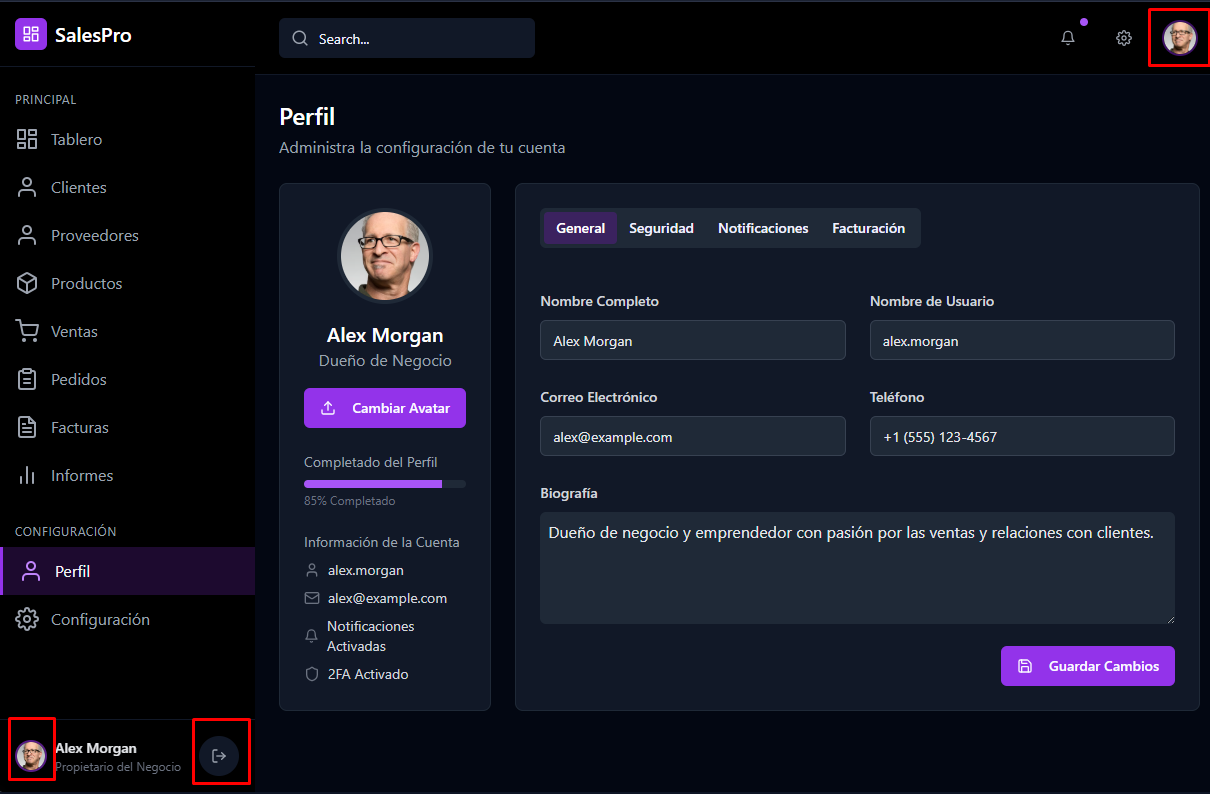 SalesPro
Search...
PRINCIPAL
Tablero
Clientes
Proveedores
Productos
Ventas
Pedidos
Facturas
Informes
CONFIGURACIÓN
Perfil
Configuración
Alex Morgan
Propietario del Negocio
Perfil
Administra la configuración de tu cuenta
Alex Morgan
Dueño de Negocio
Cambiar Avatar
Completado del Perfil
85% Completado
Información de la Cuenta
alex.morgan
alex@example.com
Notificaciones
Activadas
2FA Activado
General Seguridad Notificaciones Facturación
Nombre Completo Nombre de Usuario
Alex Morgan alex.morgan
Correo Electrónico Teléfono
alex@example.com +1 (555) 123-4567
Biografía
Dueño de negocio y emprendedor con pasión por las ventas y relaciones con clientes.
Guardar Cambios